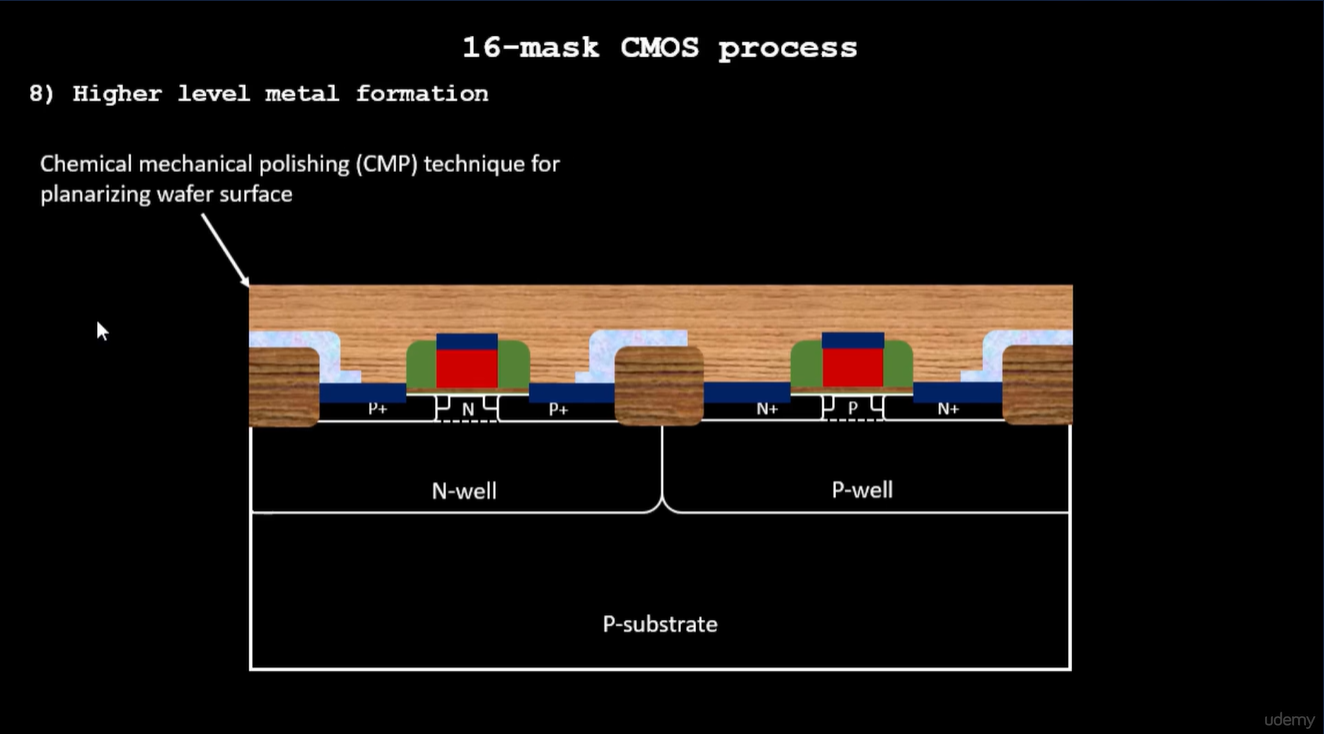 16-mask CMOS process
8) Higher level metal formation
Chemical mechanical polishing (CMP) technique for
planarizing wafer surface
P+ N P+ N+ P N+
N-well P-well
P-substrate
udemy